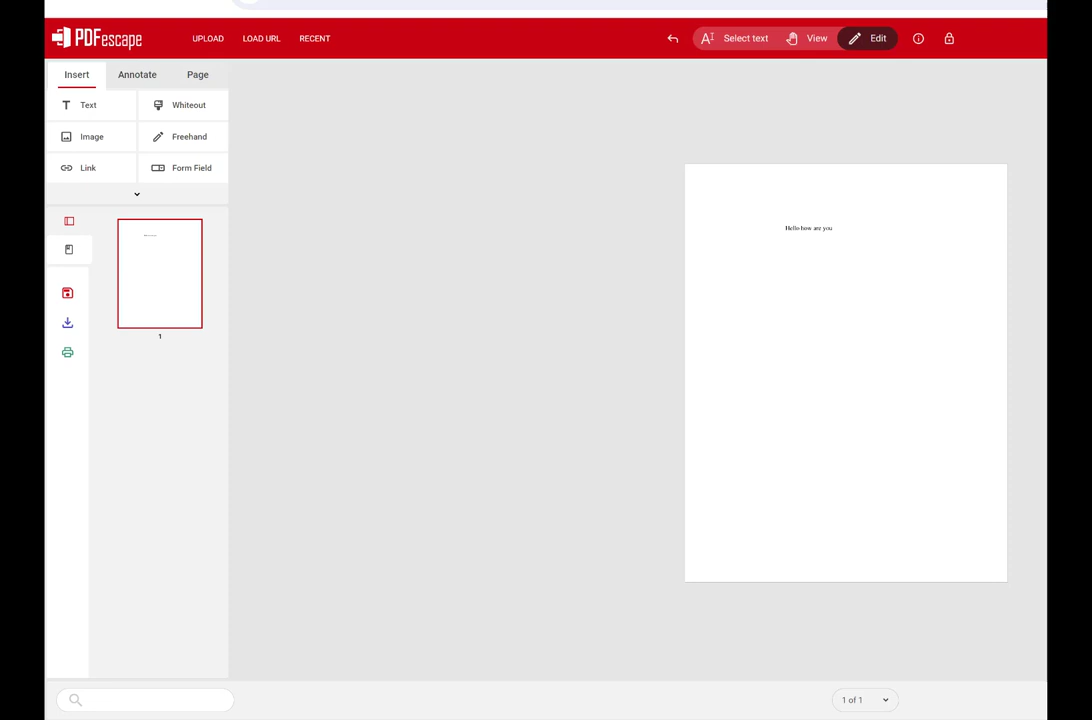 PDFescape
UPLOAD LOAD URL RECENT
Select text View Edit
Insert Annotate Page
Text Whiteout
Image Freehand
Link Form Field
1
Hello how are you
1 of 1